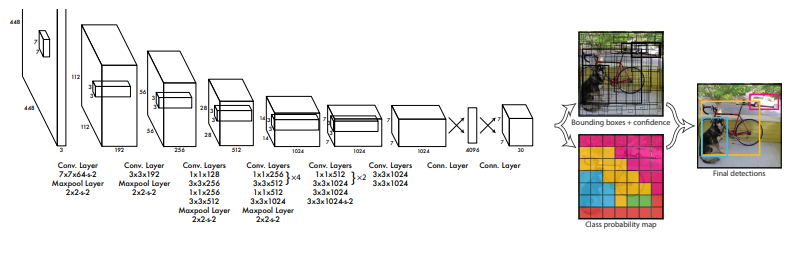 448
448
7
7
3
112
112
3
3
192
56
56
3
3
256
28
28
3
3
512
14
14
3
3
1024
7
7
3
3
1024
7
7
1024
4096
7
7
30
Conv. Layer
7x7x64-s-2
Maxpool Layer
2x2-s-2
Conv. Layer
3x3x192
Maxpool Layer
2x2-s-2
Conv. Layers
1x1x128
3x3x256
1x1x256
3x3x512
Maxpool Layer
2x2-s-2
Conv. Layers
1x1x256
3x3x512
}×4
1x1x512
3x3x1024
Maxpool Layer
2x2-s-2
Conv. Layers
1x1x512
3x3x1024
}×2
3x3x1024
3x3x1024-s-2
Conv. Layers
3x3x1024
3x3x1024
Conn. Layer
Conn. Layer
Bounding boxes + confidence
Class probability map
Final detections